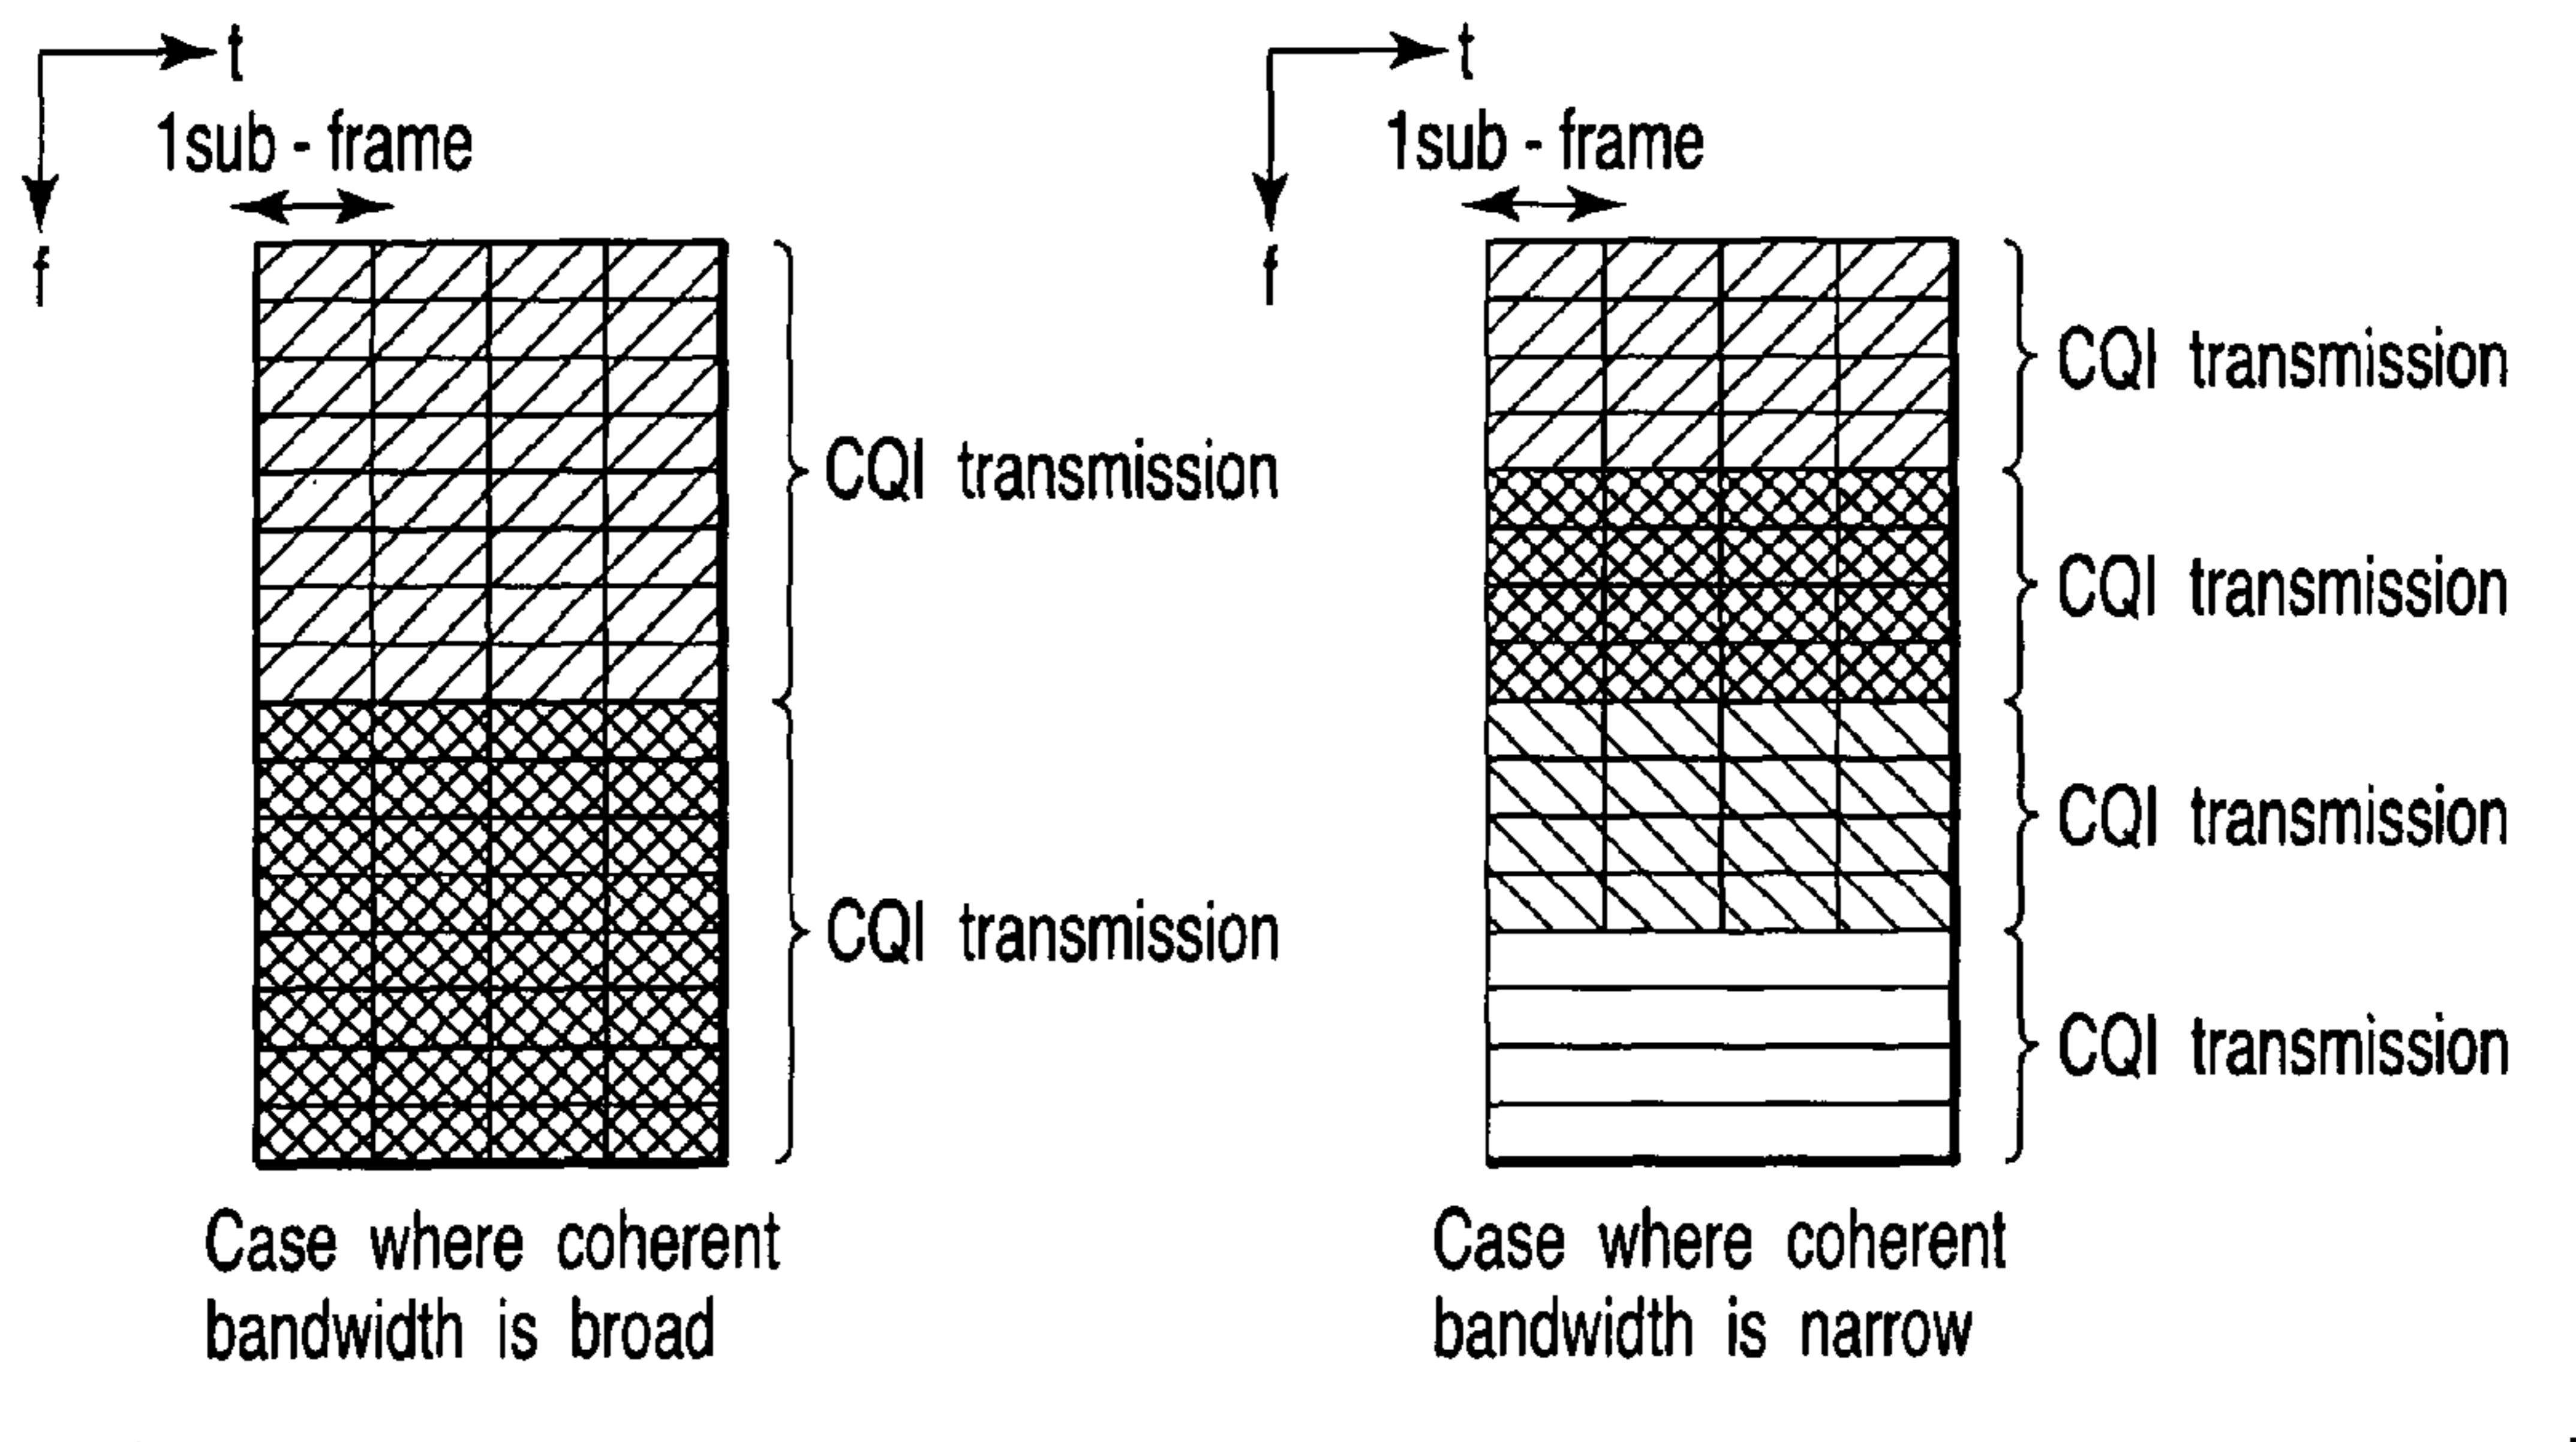 t
1sub - frame
f
CQI transmission
CQI transmission
Case where coherent
bandwidth is broad
t
1sub - frame
f
CQI transmission
CQI transmission
CQI transmission
CQI transmission
Case where coherent
bandwidth is narrow